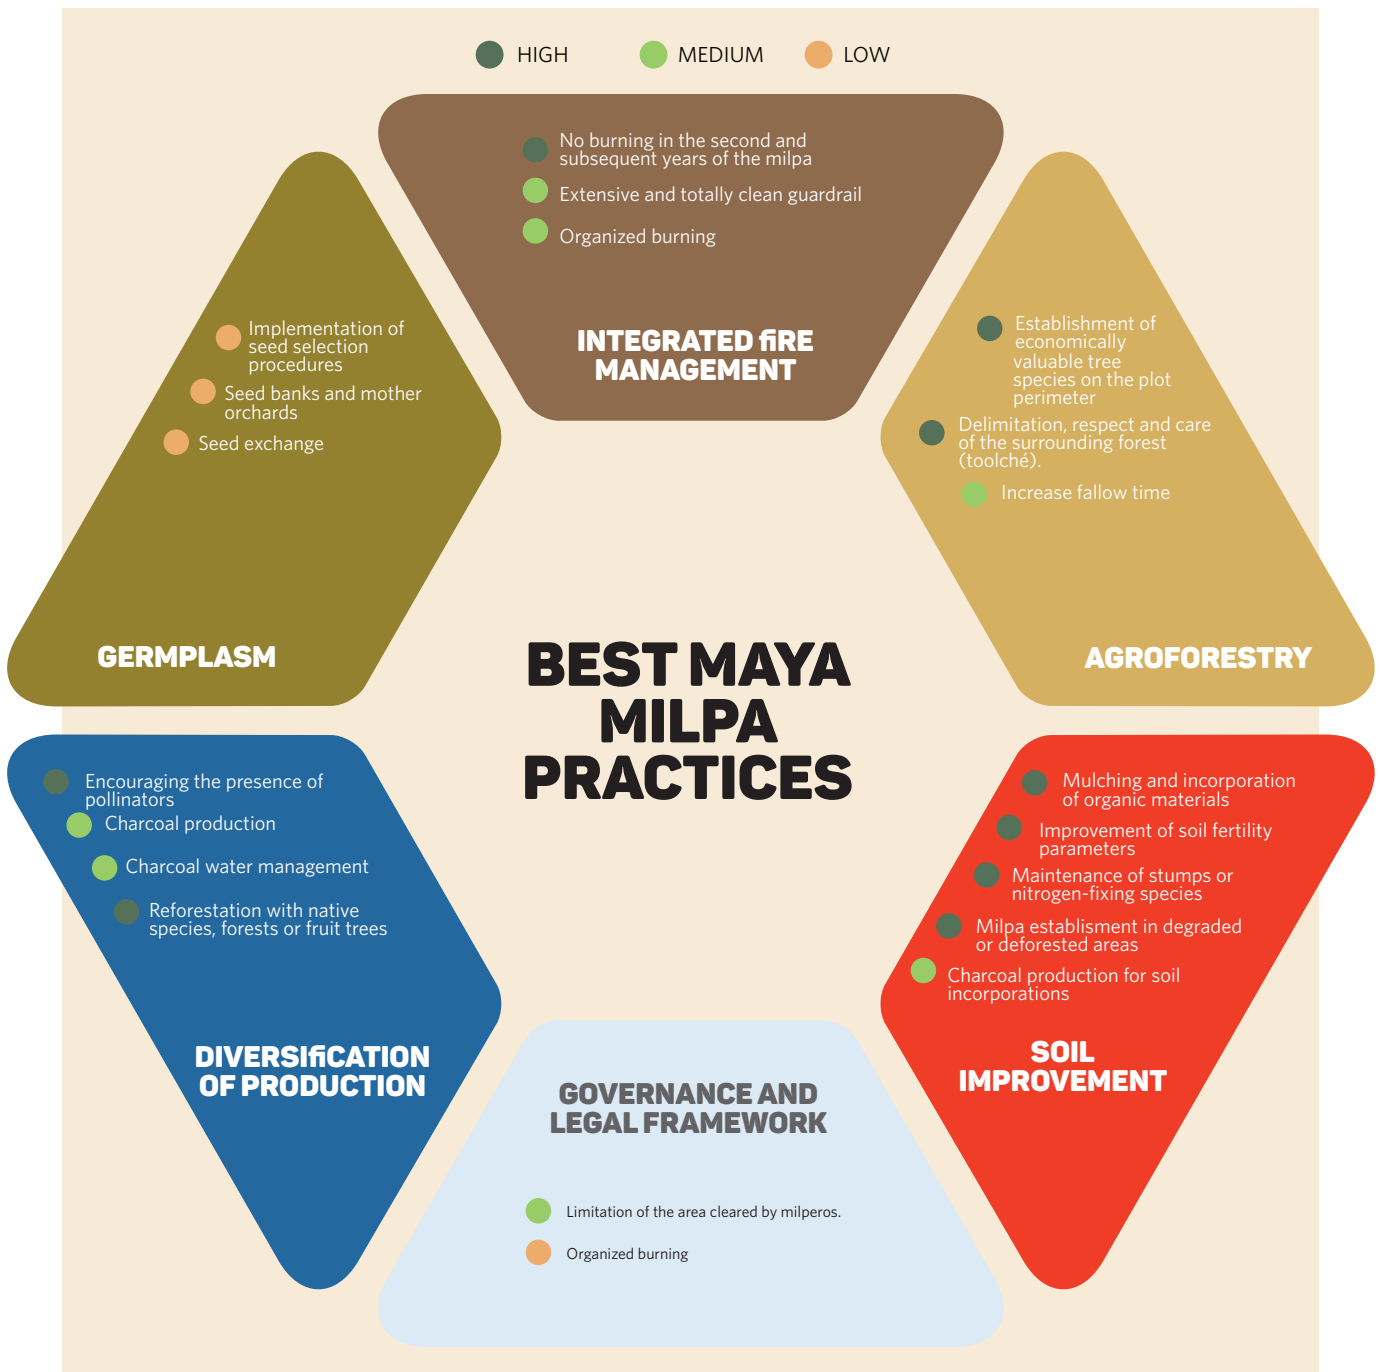 HIGH
MEDIUM
LOW
No burning in the second and
subsequent years of the milpa
Extensive and totally clean guardrail
Organized burning
INTEGRATED fiRE
MANAGEMENT
Implementation of
seed selection
procedures
Seed banks and mother
orchards
Seed exchange
GERMPLASM
Establishment of
economically
valuable tree
species on the plot
perimeter
Delimitation, respect and care
of the surrounding forest
(toolché).
Increase fallow time
AGROFORESTRY
BEST MAYA
MILPA
PRACTICES
Encouraging the presence of
pollinators
Charcoal production
Charcoal water management
Reforestation with native
species, forests or fruit trees
DIVERSIfiCATION
OF PRODUCTION
Mulching and incorporation
of organic materials
Improvement of soil fertility
parameters
Maintenance of stumps or
nitrogen-fixing species
Milpa establisment in degraded
or deforested areas
Charcoal production for soil
incorporations
SOIL
IMPROVEMENT
GOVERNANCE AND
LEGAL FRAMEWORK
Limitation of the area cleared by milperos.
Organized burning